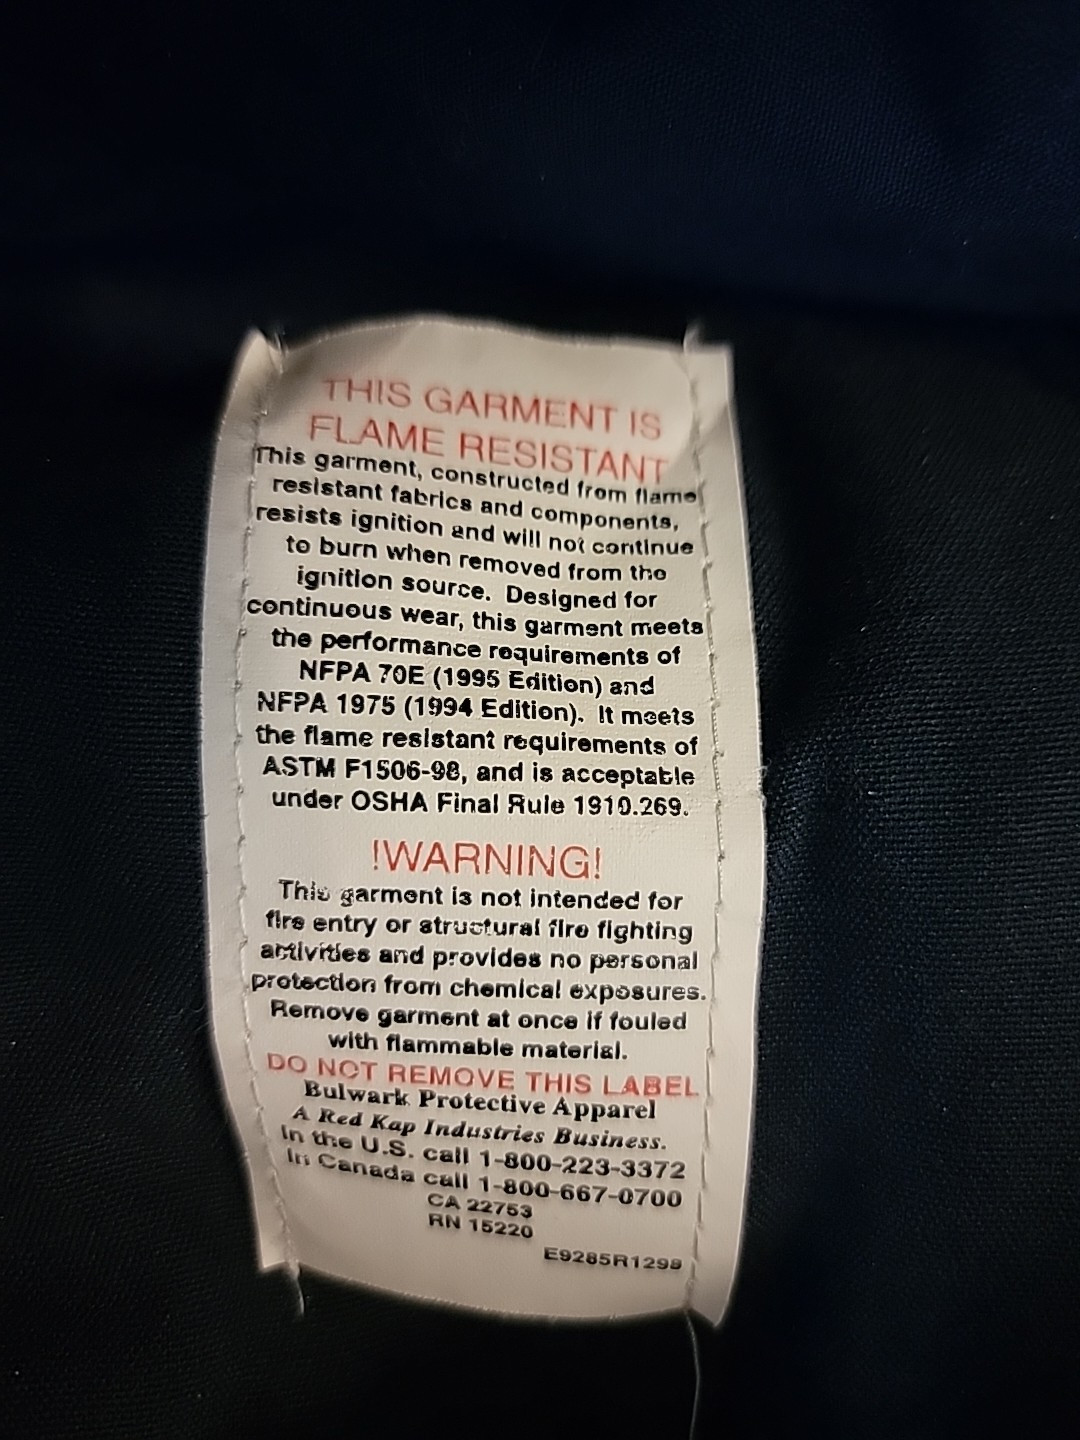 THIS GARMENT IS
FLAME RESISTANT
This garment, constructed from flame
resistant fabrics and components,
resists ignition and will not continue
to burn when removed from the
ignition source. Designed for
continuous wear, this garment meets
the performance requirements of
NFPA 70E (1995 Edition) and
NFPA 1975 (1994 Edition). It meets
the flame resistant requirements of
ASTM F1506-98, and is acceptable
under OSHA Final Rule 1910.269.
!WARNING!
This garment is not intended for
fire entry or structural fire fighting
activities and provides no personal
protection from chemical exposures.
Remove garment at once if fouled
with flammable material.
DO NOT REMOVE THIS LABEL
Bulwark Protective Apparel
A Red Kap Industries Business.
In the U.S. call 1-800-223-3372
In Canada call 1-800-667-0700
CA 22753
RN 15220
E9285R1298